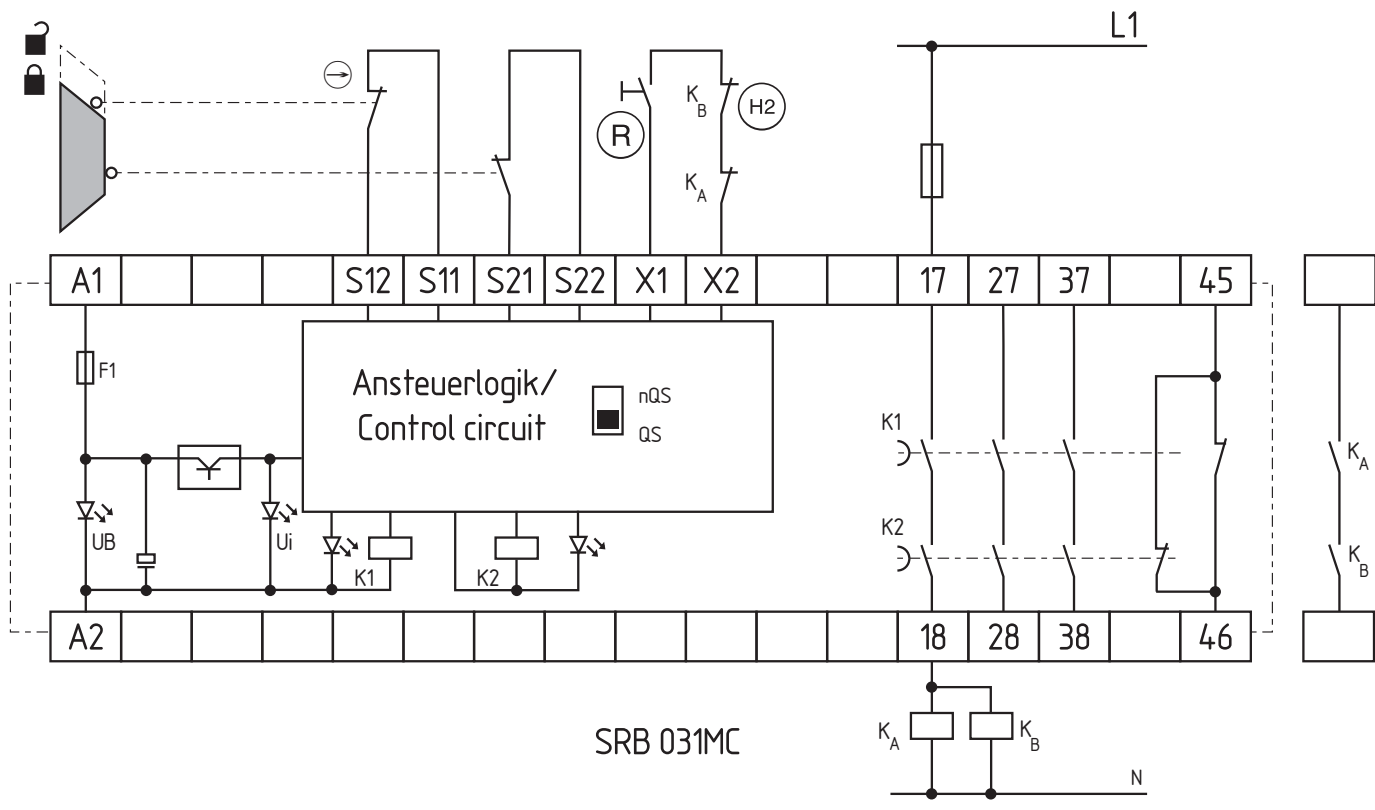 L1
K
B
H2
R
K
A
A1 S12 S11 S21 S22 X1 X2 17 27 37 45
F1
Ansteuerlogik/
Control circuit
nQS
QS
K1
K
A
UB
Ui
K2
K
B
K1
K2
A2 18 28 38 46
K
A
K
B
SRB 031MC
N